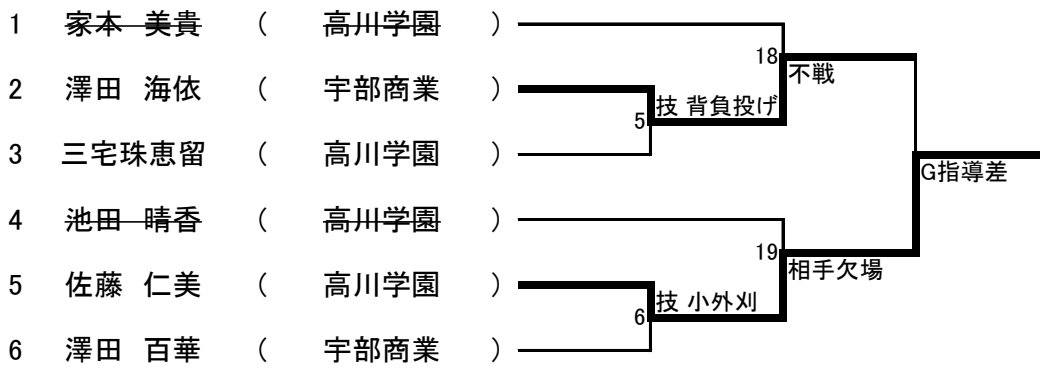 1 家本 美貴 ( 高川学園 )
18
不戦
2 澤田 海依 ( 宇部商業 )
技 背負投げ
5
3 三宅珠恵留 ( 高川学園 )
G指導差
4 池田 晴香 ( 高川学園 )
19
相手欠場
5 佐藤 仁美 ( 高川学園 )
技 小外刈
6
6 澤田 百華 ( 宇部商業 )